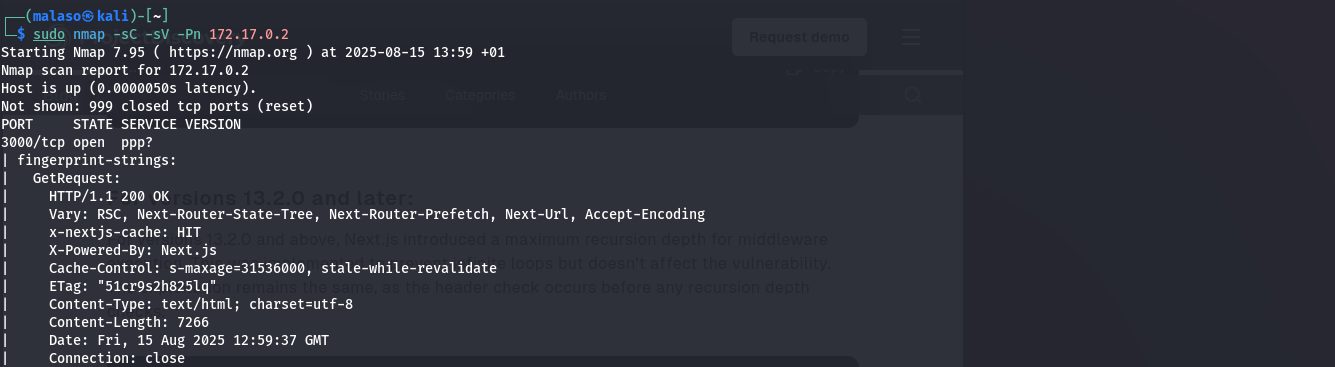 (malaso㉿kali)-[~]
$ sudo nmap -sC -sV -Pn 172.17.0.2
Request demo
Starting Nmap 7.95 ( https://nmap.org ) at 2025-08-15 13:59 +01
Nmap scan report for 172.17.0.2
Host is up (0.0000050s latency).
Stories Categories Authors
Not shown: 999 closed tcp ports (reset)
PORT     STATE SERVICE VERSION
3000/tcp open  ppp?
| fingerprint-strings:
|   GetRequest:
|     HTTP/1.1 200 OK
versions 13.2.0 and later:
|     Vary: RSC, Next-Router-State-Tree, Next-Router-Prefetch, Next-Url, Accept-Encoding
|     x-nextjs-cache: HIT
13.2.0 and above, Next.js introduced a maximum recursion depth for middleware
|     X-Powered-By: Next.js
|     Cache-Control: s-maxage=31536000, stale-while-revalidate
loops but doesn't affect the vulnerability.
|     ETag: "51cr9s2h825lq"
remains the same, as the header check occurs before any recursion depth
|     Content-Type: text/html; charset=utf-8
|     Content-Length: 7266
|     Date: Fri, 15 Aug 2025 12:59:37 GMT
|     Connection: close